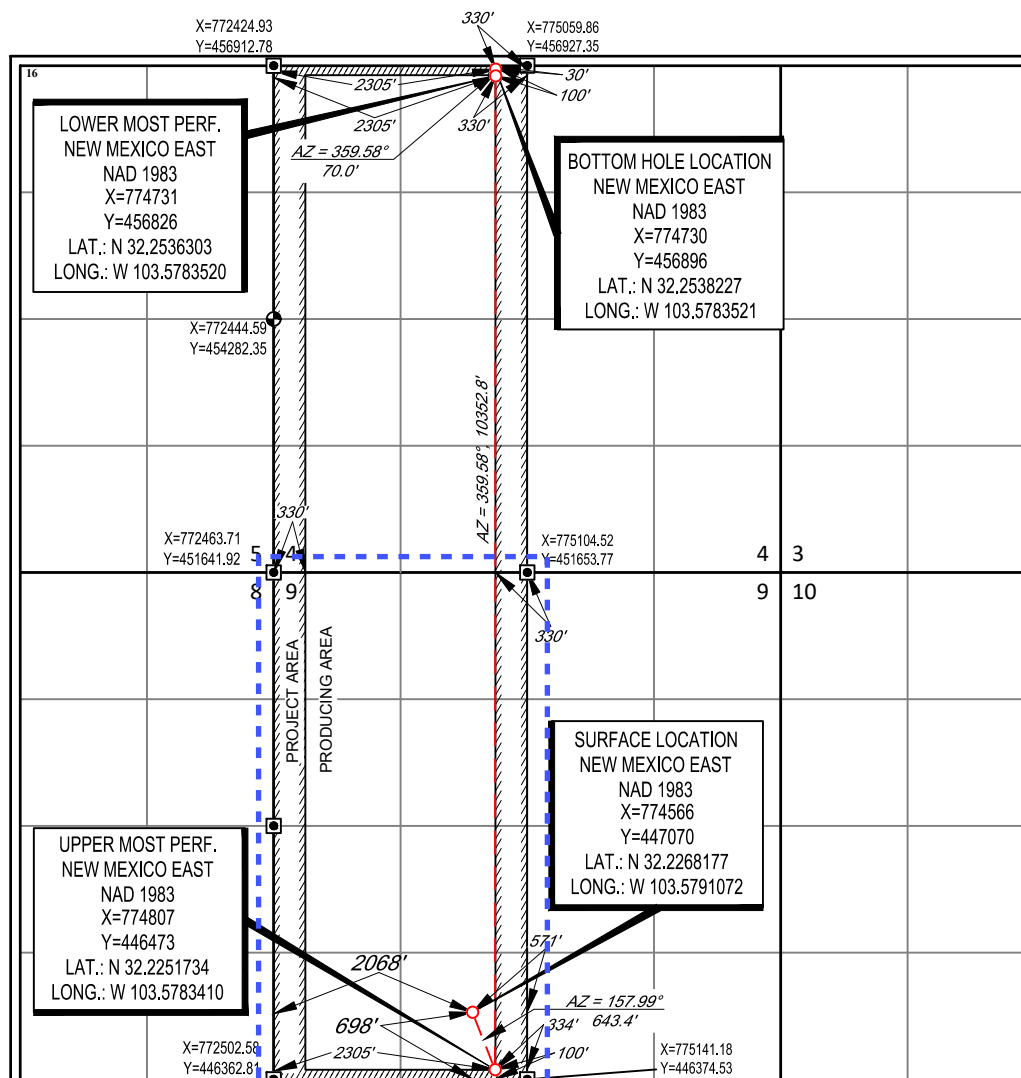 X=772424.93
Y=456912.78
330'
X=775059.86
Y=456927.35
16
2305'
30'
100'
2305'
330'
AZ = 359.58°
70.0'
LOWER MOST PERF.
NEW MEXICO EAST
NAD 1983
X=774731
Y=456826
LAT.: N 32.2536303
LONG.: W 103.5783520
BOTTOM HOLE LOCATION
NEW MEXICO EAST
NAD 1983
X=774730
Y=456896
LAT.: N 32.2538227
LONG.: W 103.5783521
X=772444.59
Y=454282.35
AZ = 359.58°, 10352.8'
330'
X=772463.71
Y=451641.92
5 4
8 9
X=775104.52
Y=451653.77
4 3
9 10
330'
PROJECT AREA
PRODUCING AREA
SURFACE LOCATION
NEW MEXICO EAST
NAD 1983
X=774566
Y=447070
LAT.: N 32.2268177
LONG.: W 103.5791072
UPPER MOST PERF.
NEW MEXICO EAST
NAD 1983
X=774807
Y=446473
LAT.: N 32.2251734
LONG.: W 103.5783410
571'
2068'
AZ = 157.99°
643.4'
698'
334'
X=772502.58
Y=446362.81
2305'
100'
X=775141.18
Y=446374.53